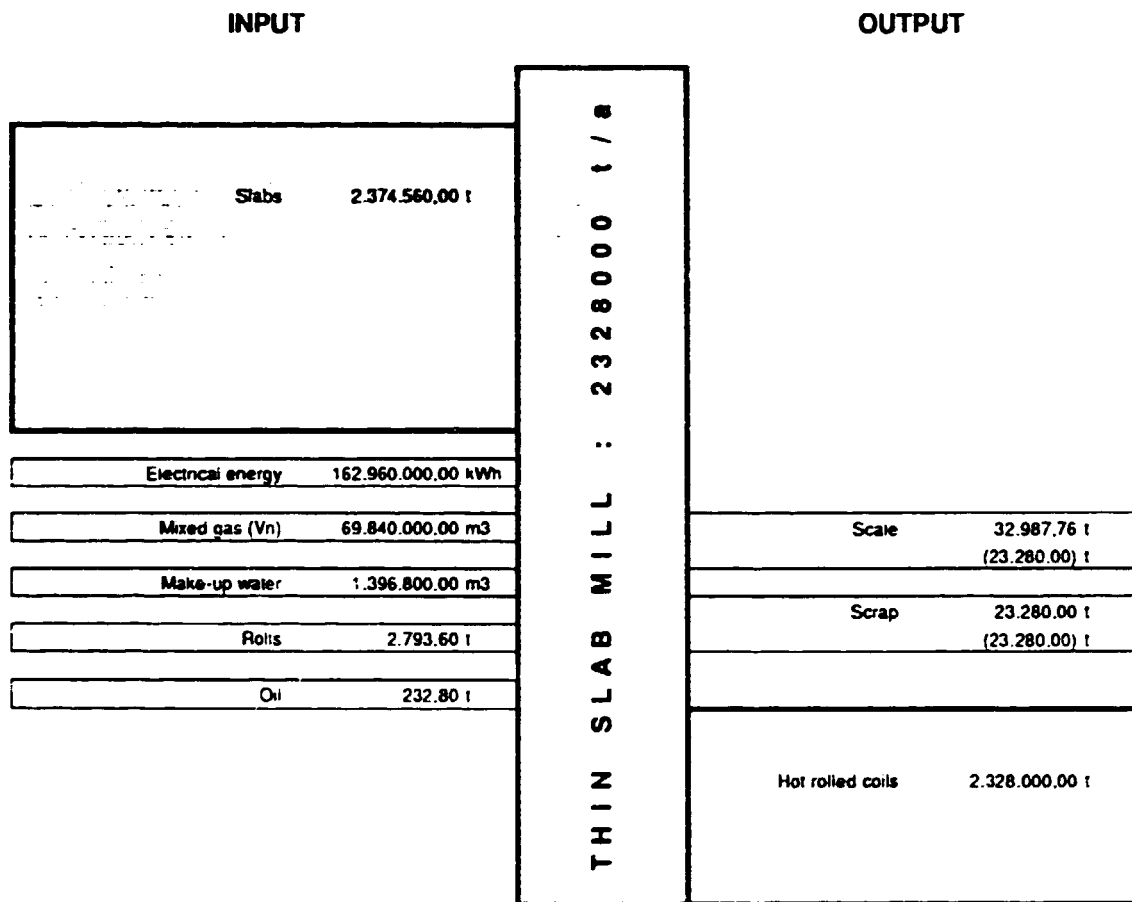 INPUT
OUTPUT
THIN SLAB MILL : 2328000 t/a
Slabs 2.374.560,00 t
Electrical energy 162.960.000,00 kWh
Mixed gas (Vn) 69.840.000,00 m3
Make-up water 1.396.800.00 m3
Rolls 2.793.60 t
Oil 232.80 t
Scale 32.987,76 t
(23.280.00) t
Scrap 23.280,00 t
(23.280.00) t
Hot rolled coils 2.328.000,00 t